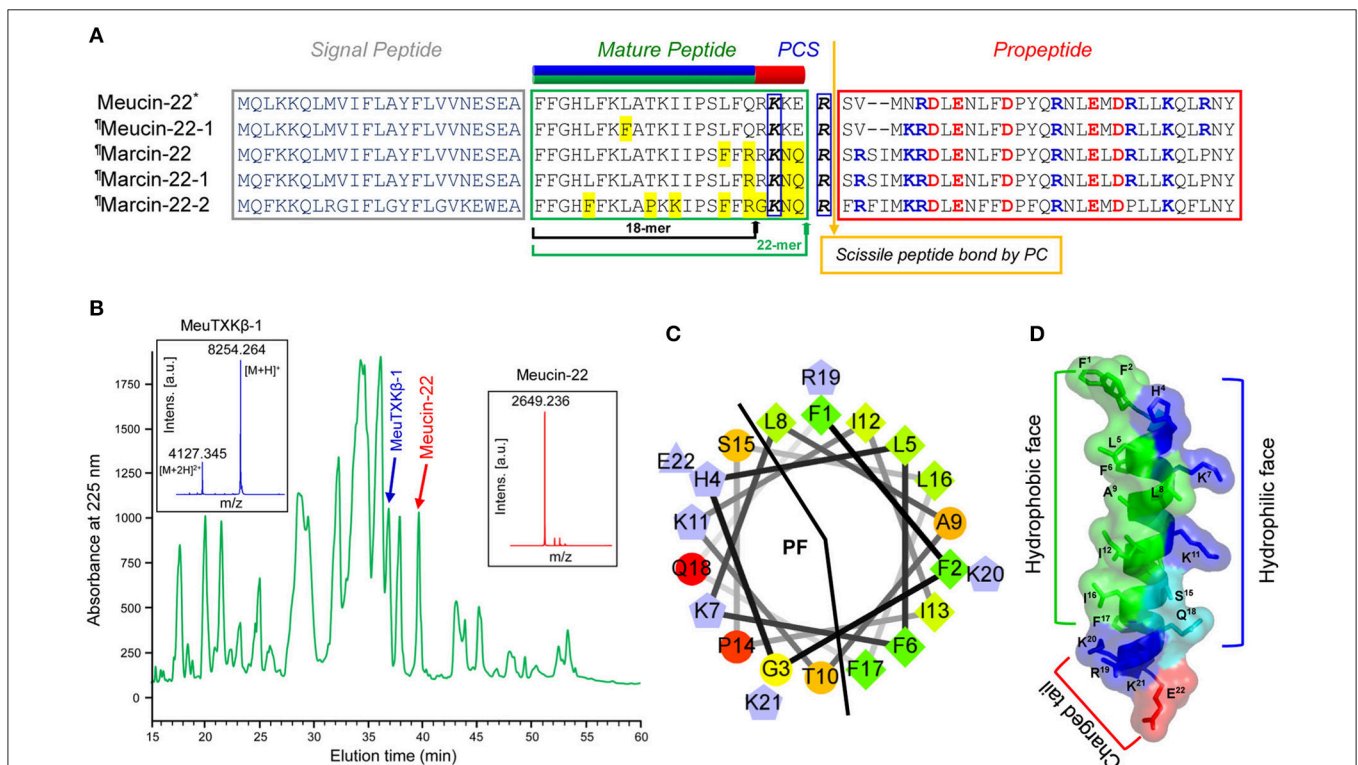 A
Signal Peptide Mature Peptide PCS Propeptide
Meucin-22* MQLKKQLMVIFLAYFLVVNESEA FFGHLFKLATKIIPSLFQRKKE R SV--MNRDLENLFDPYQRNLEMDRLLKQLRNY
¶Meucin-22-1 MQLKKQLMVIFLAYFLVVNESEA FFGHLFKFATKIIPSLFQRKKE R SV--MKRDLENLFDPYQRNLEMDRLLKQLRNY
¶Marcin-22 MQFKKQLMVIFLAYFLVVNESEA FFGHLFKLATKIIPSFFRRKNQ R SRSIMKRDLENLFDPYQRNLEMDRLLKQLPNY
¶Marcin-22-1 MQFKKQLMVIFLAYFLVVNESEA FFGHLFKLATKIIPSLFRRKNQ R SRSIMKRDLENLFDPYQRNLEMDRLLKQLPNY
¶Marcin-22-2 MQFKKQLRGIFLGYFLGVKEWEA FFGHFFKLAPKIKPSFFRGKNQ R FRFIMKRDLENFFDPFQRNLEMDPLLKQFLNY
18-mer
22-mer
Scissile peptide bond by PC
B
MeuTXKβ-1
8254.264
[M+H]+
4127.345
[M+2H]2+
Intens. [a.u.]
m/z
MeuTXKβ-1
Meucin-22
Meucin-22
2649.236
Intens. [a.u.]
m/z
Absorbance at 225 nm
1750
1500
1250
1000
750
500
250
0
15 20 25 30 35 40 45 50 55 60
Elution time (min)
C
R19
F1
L8 I12
S15 L5
E22 H4 L16
K11 A9
PF
Q18 F2 K20
K7 I13
P14 F6
G3 T10 F17
K21
D
F1
F2
H4
L5
F6
K7
A9 L8
I12
K11
I16
S15
F17
Q18
K20
R19
K21
E22
Hydrophobic face
Hydrophilic face
Charged tail